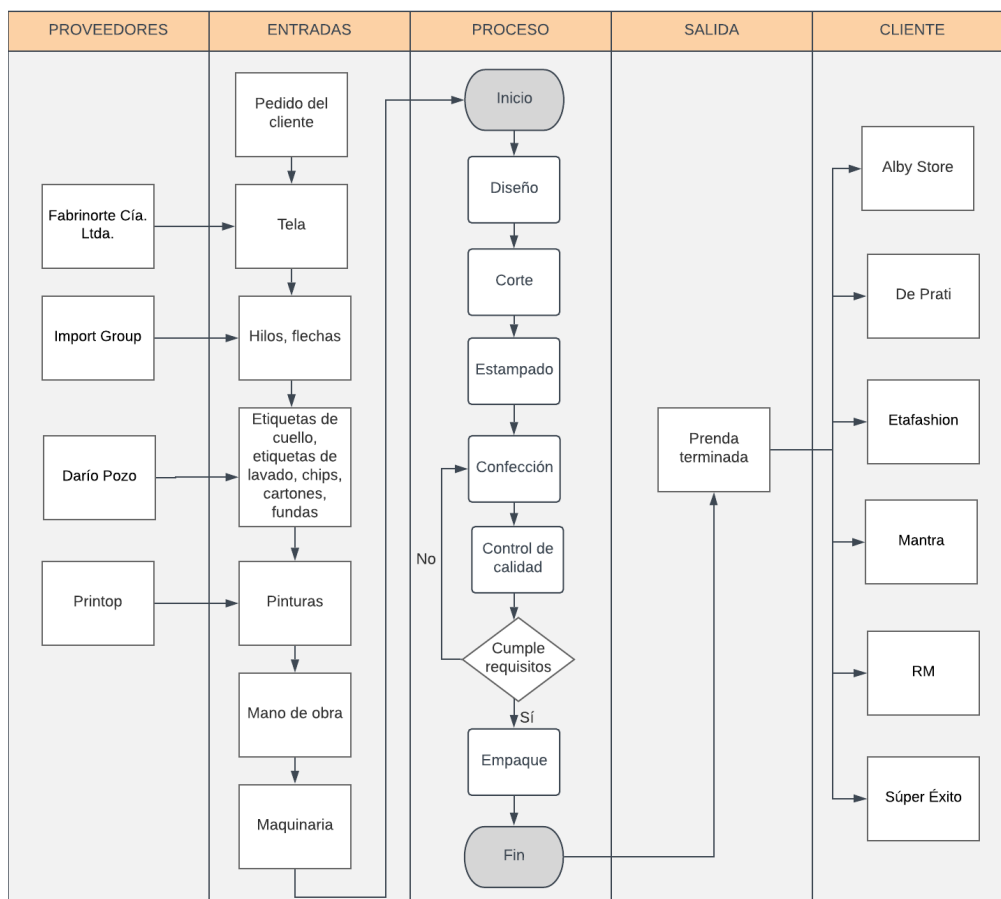 PROVEEDORES
ENTRADAS
PROCESO
SALIDA
CLIENTE
Fabrinorte Cía.
Ltda.
Import Group
Darío Pozo
Printop
Pedido del
cliente
Tela
Hilos, flechas
Etiquetas de
cuello,
etiquetas de
lavado, chips,
cartones,
fundas
Pinturas
Mano de obra
Maquinaria
Inicio
Diseño
Corte
Estampado
Confección
Control de
calidad
No
Cumple
requisitos
Sí
Empaque
Fin
Prenda
terminada
Alby Store
De Prati
Etafashion
Mantra
RM
Súper Éxito